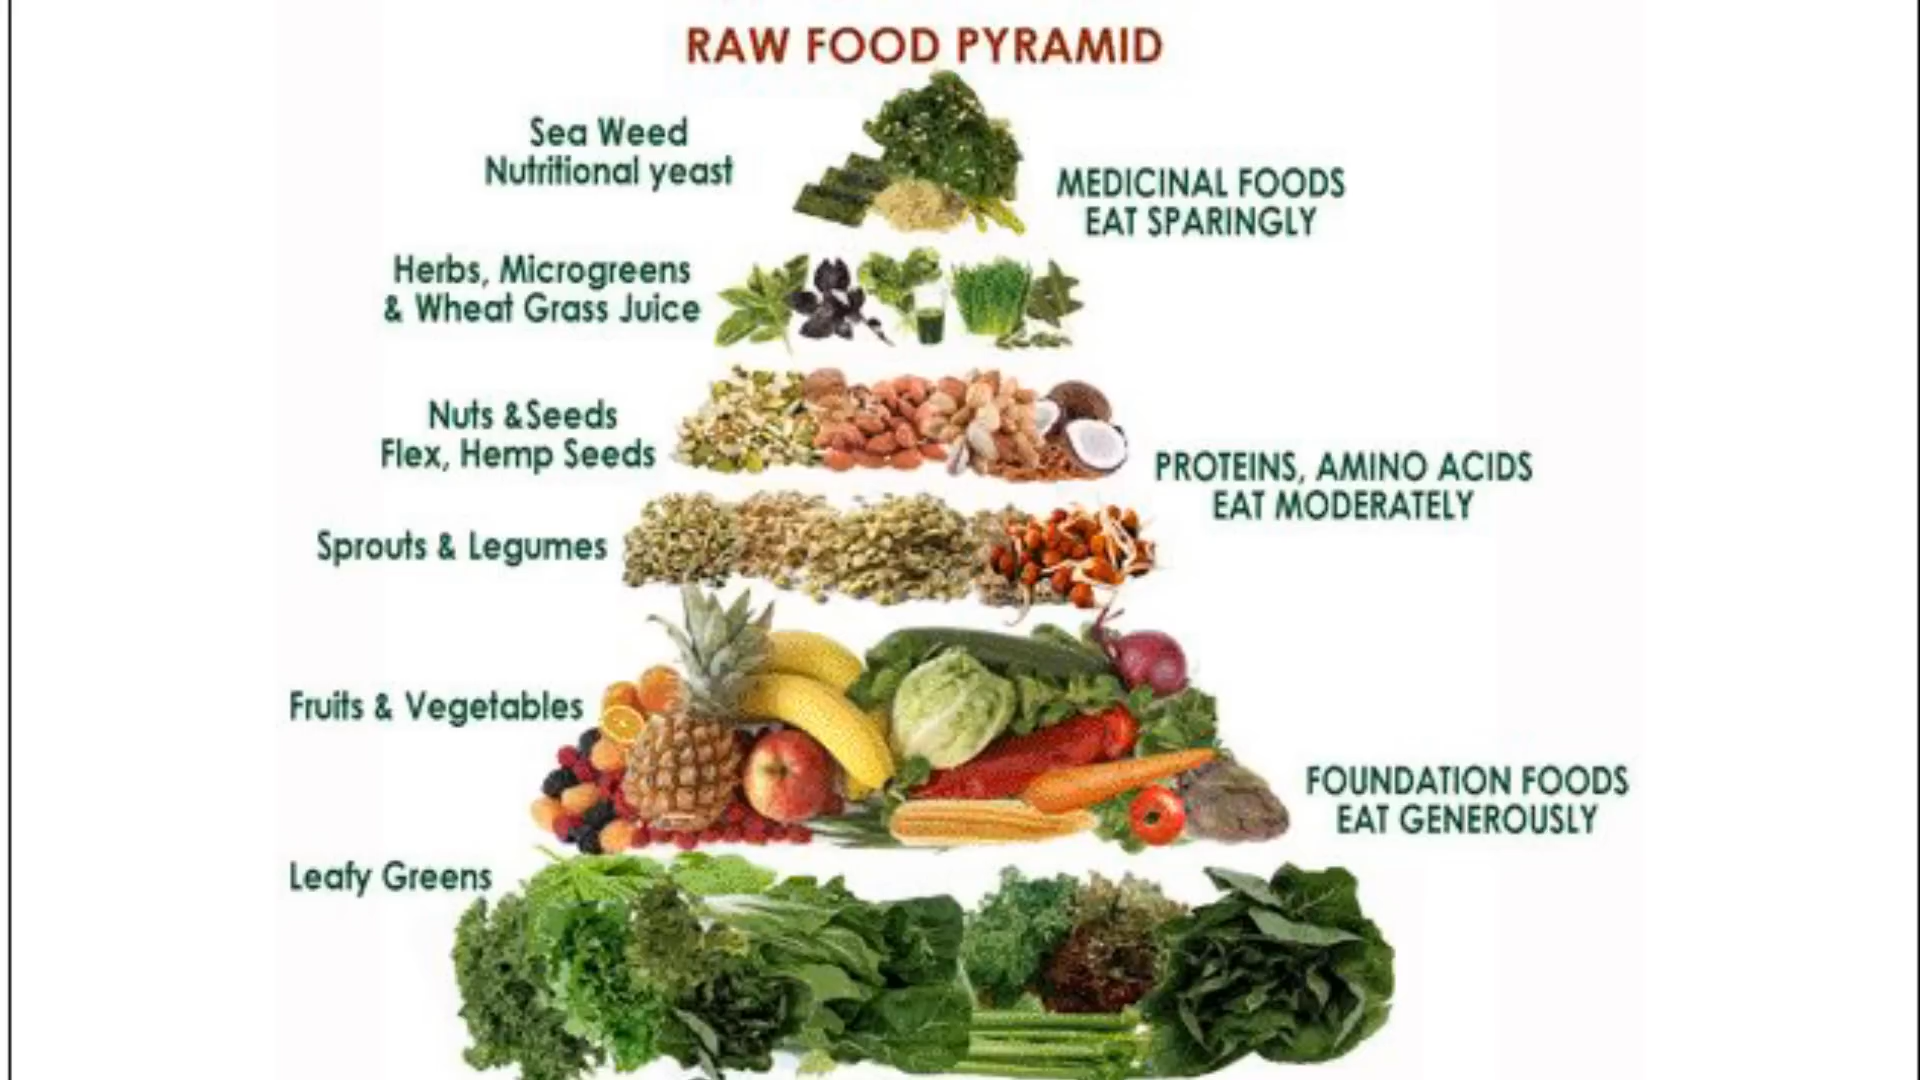 RAW FOOD PYRAMID
Sea Weed
Nutritional yeast
MEDICINAL FOODS
EAT SPARINGLY
Herbs, Microgreens
& Wheat Grass Juice
Nuts &Seeds
Flex, Hemp Seeds
PROTEINS, AMINO ACIDS
EAT MODERATELY
Sprouts & Legumes
Fruits & Vegetables
FOUNDATION FOODS
EAT GENEROUSLY
Leafy Greens